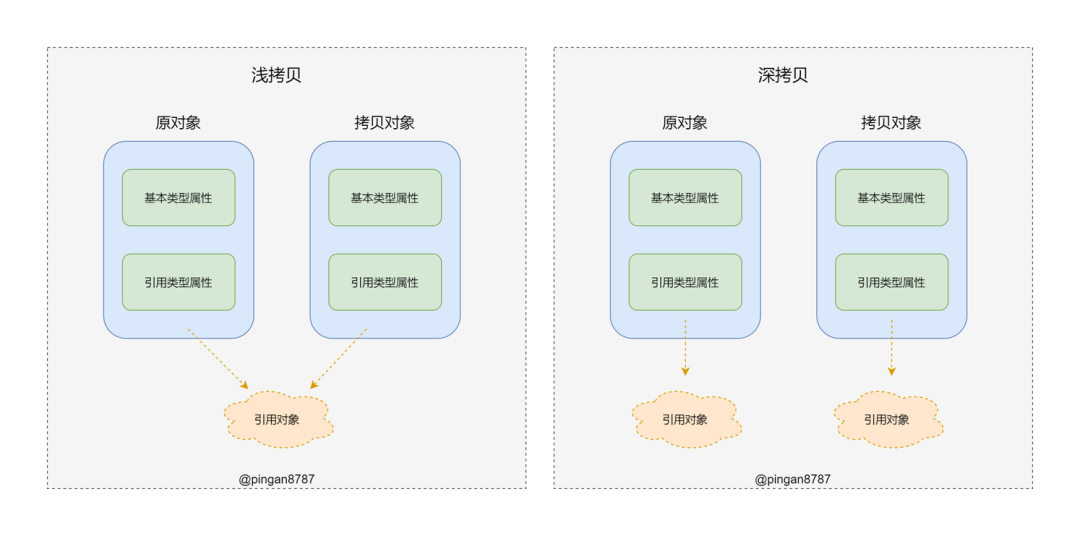 浅拷贝
原对象
拷贝对象
基本类型属性
基本类型属性
引用类型属性
引用类型属性
引用对象
@pingan8787
深拷贝
原对象
拷贝对象
基本类型属性
基本类型属性
引用类型属性
引用类型属性
引用对象
引用对象
@pingan8787